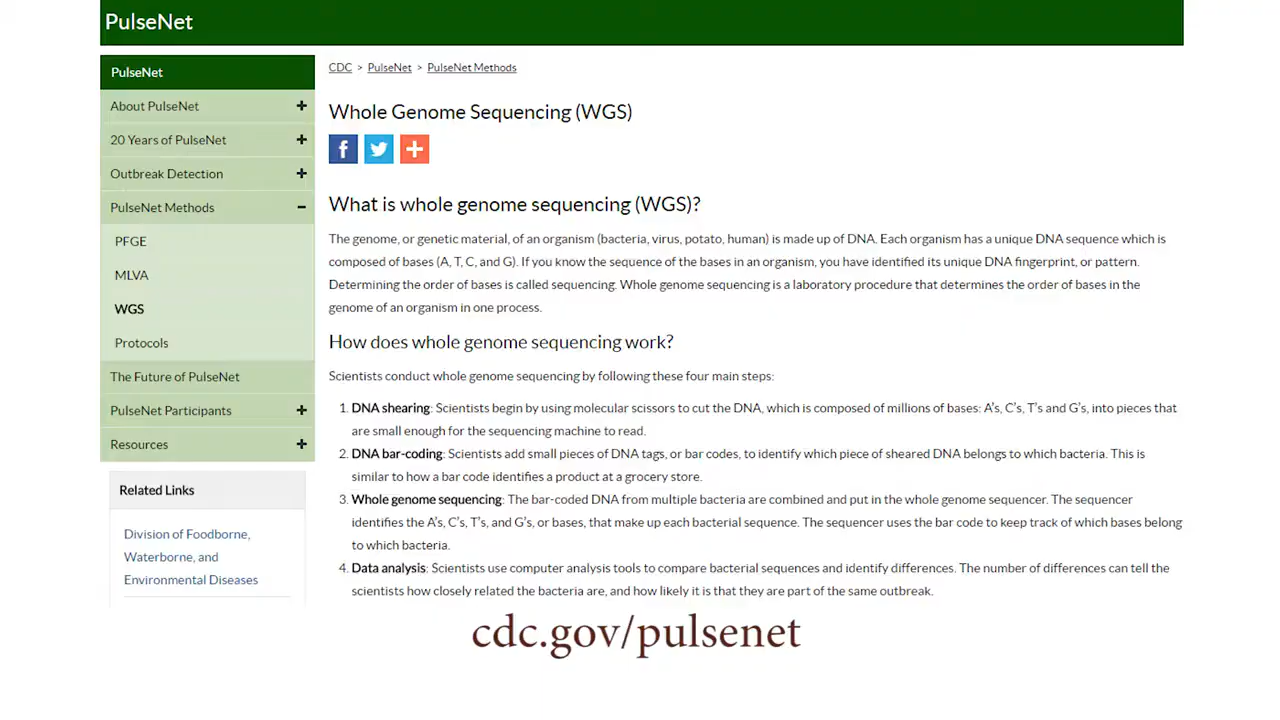 PulseNet
PulseNet
About PulseNet +
20 Years of PulseNet +
Outbreak Detection +
PulseNet Methods -
PFGE
MLVA
WGS
Protocols
The Future of PulseNet
PulseNet Participants +
Resources +
Related Links
Division of Foodborne,
Waterborne, and
Environmental Diseases
CDC > PulseNet > PulseNet Methods
Whole Genome Sequencing (WGS)
What is whole genome sequencing (WGS)?
The genome, or genetic material, of an organism (bacteria, virus, potato, human) is made up of DNA. Each organism has a unique DNA sequence which is
composed of bases (A, T, C, and G). If you know the sequence of the bases in an organism, you have identified its unique DNA fingerprint, or pattern.
Determining the order of bases is called sequencing. Whole genome sequencing is a laboratory procedure that determines the order of bases in the
genome of an organism in one process.
How does whole genome sequencing work?
Scientists conduct whole genome sequencing by following these four main steps:
1. DNA shearing: Scientists begin by using molecular scissors to cut the DNA, which is composed of millions of bases: A's, C's, T's and G's, into pieces that
are small enough for the sequencing machine to read.
2. DNA bar-coding: Scientists add small pieces of DNA tags, or bar codes, to identify which piece of sheared DNA belongs to which bacteria. This is
similar to how a bar code identifies a product at a grocery store.
3. Whole genome sequencing: The bar-coded DNA from multiple bacteria are combined and put in the whole genome sequencer. The sequencer
identifies the A's, C's, T's, and G's, or bases, that make up each bacterial sequence. The sequencer uses the bar code to keep track of which bases belong
to which bacteria.
4. Data analysis: Scientists use computer analysis tools to compare bacterial sequences and identify differences. The number of differences can tell the
scientists how closely related the bacteria are, and how likely it is that they are part of the same outbreak.
cdc.gov/pulsenet